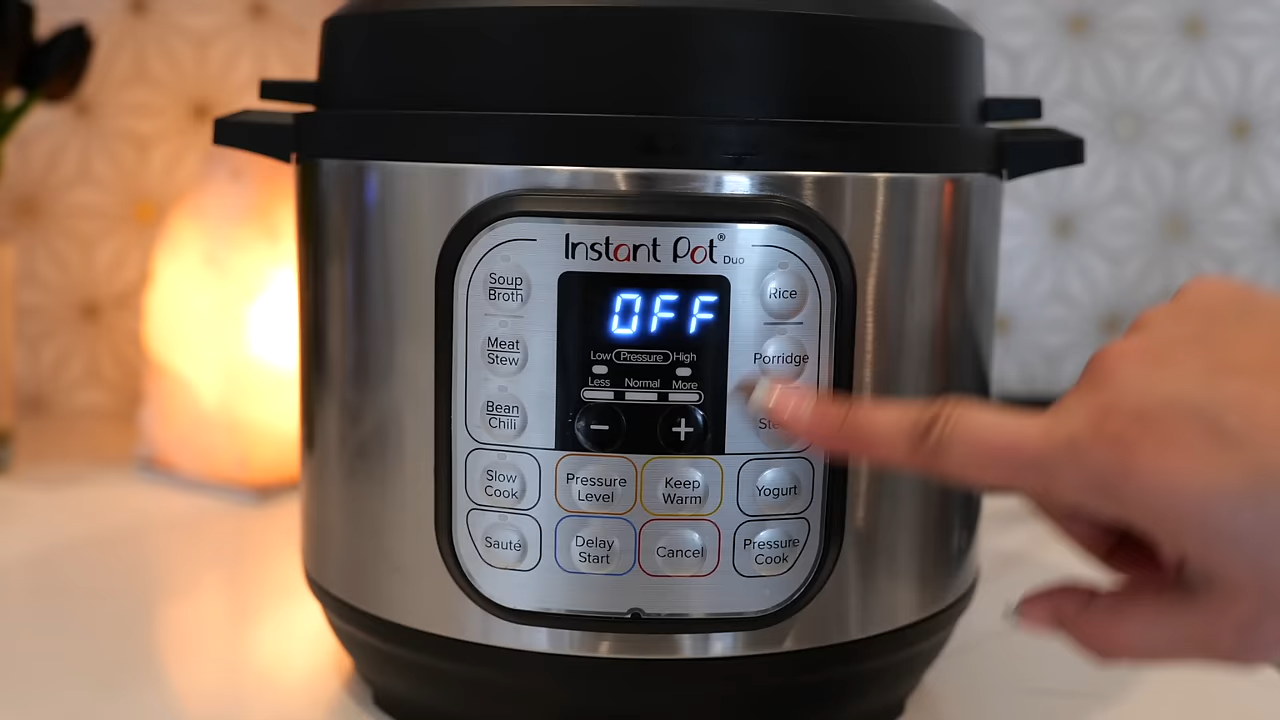 Instant Pot® Duo
Soup
Broth
Meat
Stew
Bean
Chili
OFF
Low Pressure High
Less Normal More
− +
Rice
Porridge
Slow
Cook
Pressure
Level
Keep
Warm
Yogurt
Sauté
Delay
Start
Cancel
Pressure
Cook